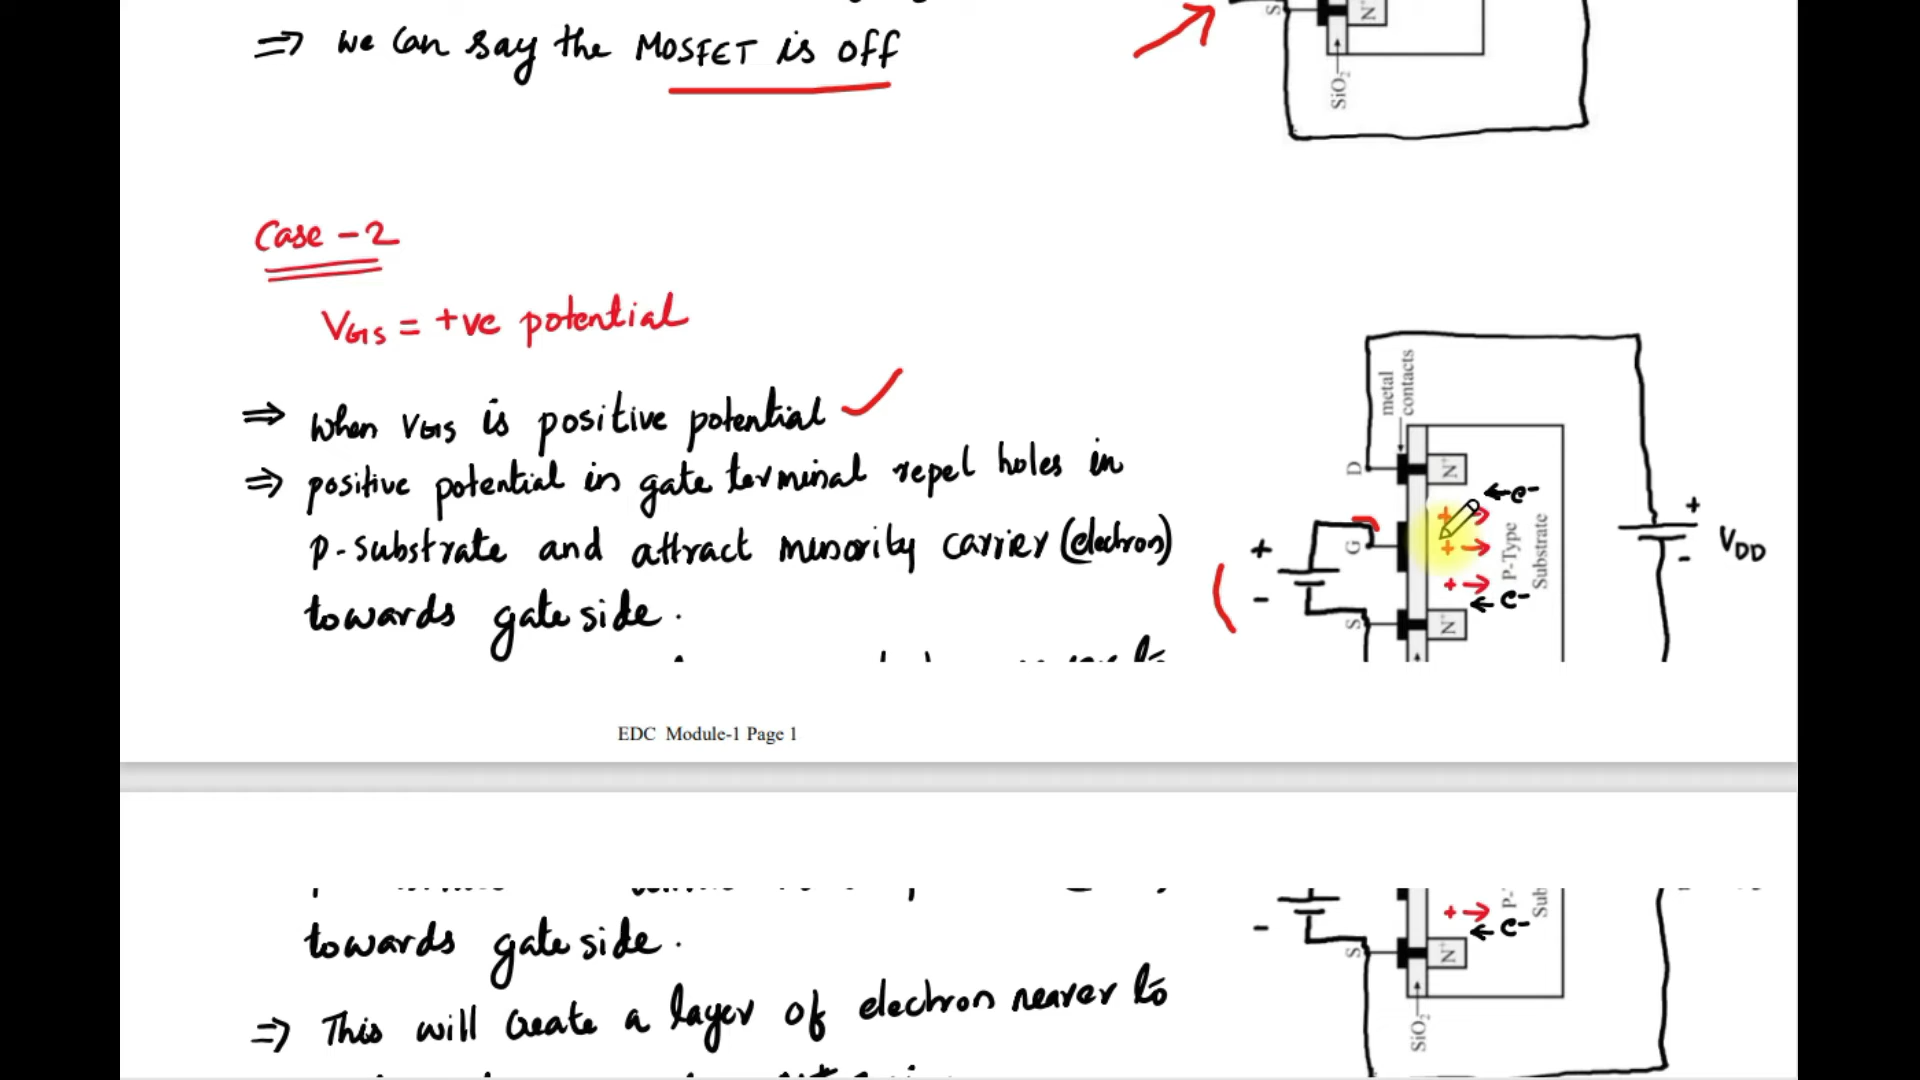 ⇒ we can say the MOSFET is off
S
N+
SiO2
Case - 2
VGS = +ve potential
⇒ When VGS is positive potential
⇒ positive potential in gate terminal repel holes in
p-substrate and attract minority carrier (electron)
towards gate side.
metal
contacts
D
N+
← e-
+ →
+ G
+ →
P-Type
Substrate
+
VDD
-
-
+ →
← e-
S
N+
EDC Module-1 Page 1
towards gate side.
⇒ This will create a layer of electron nearer to
+ →
← e-
P-
Sub
-
S
N+
SiO2